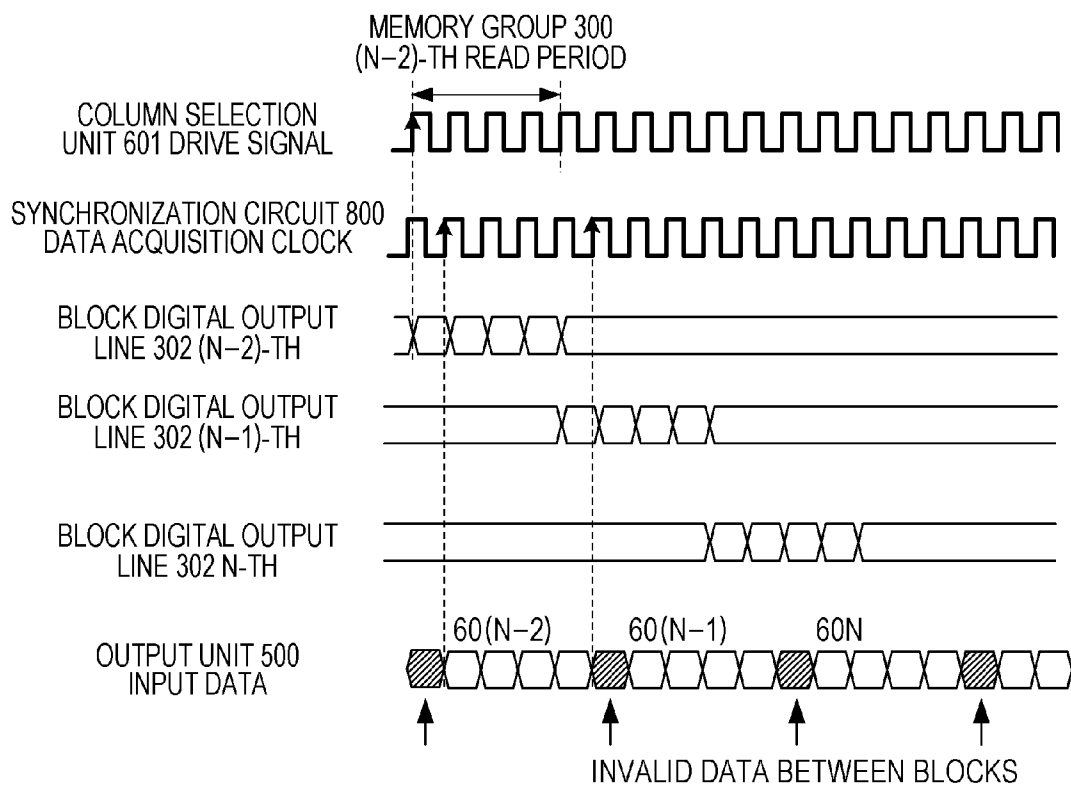 MEMORY GROUP 300
(N−2)-TH READ PERIOD
COLUMN SELECTION
UNIT 601 DRIVE SIGNAL
SYNCHRONIZATION CIRCUIT 800
DATA ACQUISITION CLOCK
BLOCK DIGITAL OUTPUT
LINE 302 (N−2)-TH
BLOCK DIGITAL OUTPUT
LINE 302 (N−1)-TH
BLOCK DIGITAL OUTPUT
LINE 302 N-TH
60(N−2) 60(N−1) 60N
OUTPUT UNIT 500
INPUT DATA
INVALID DATA BETWEEN BLOCKS